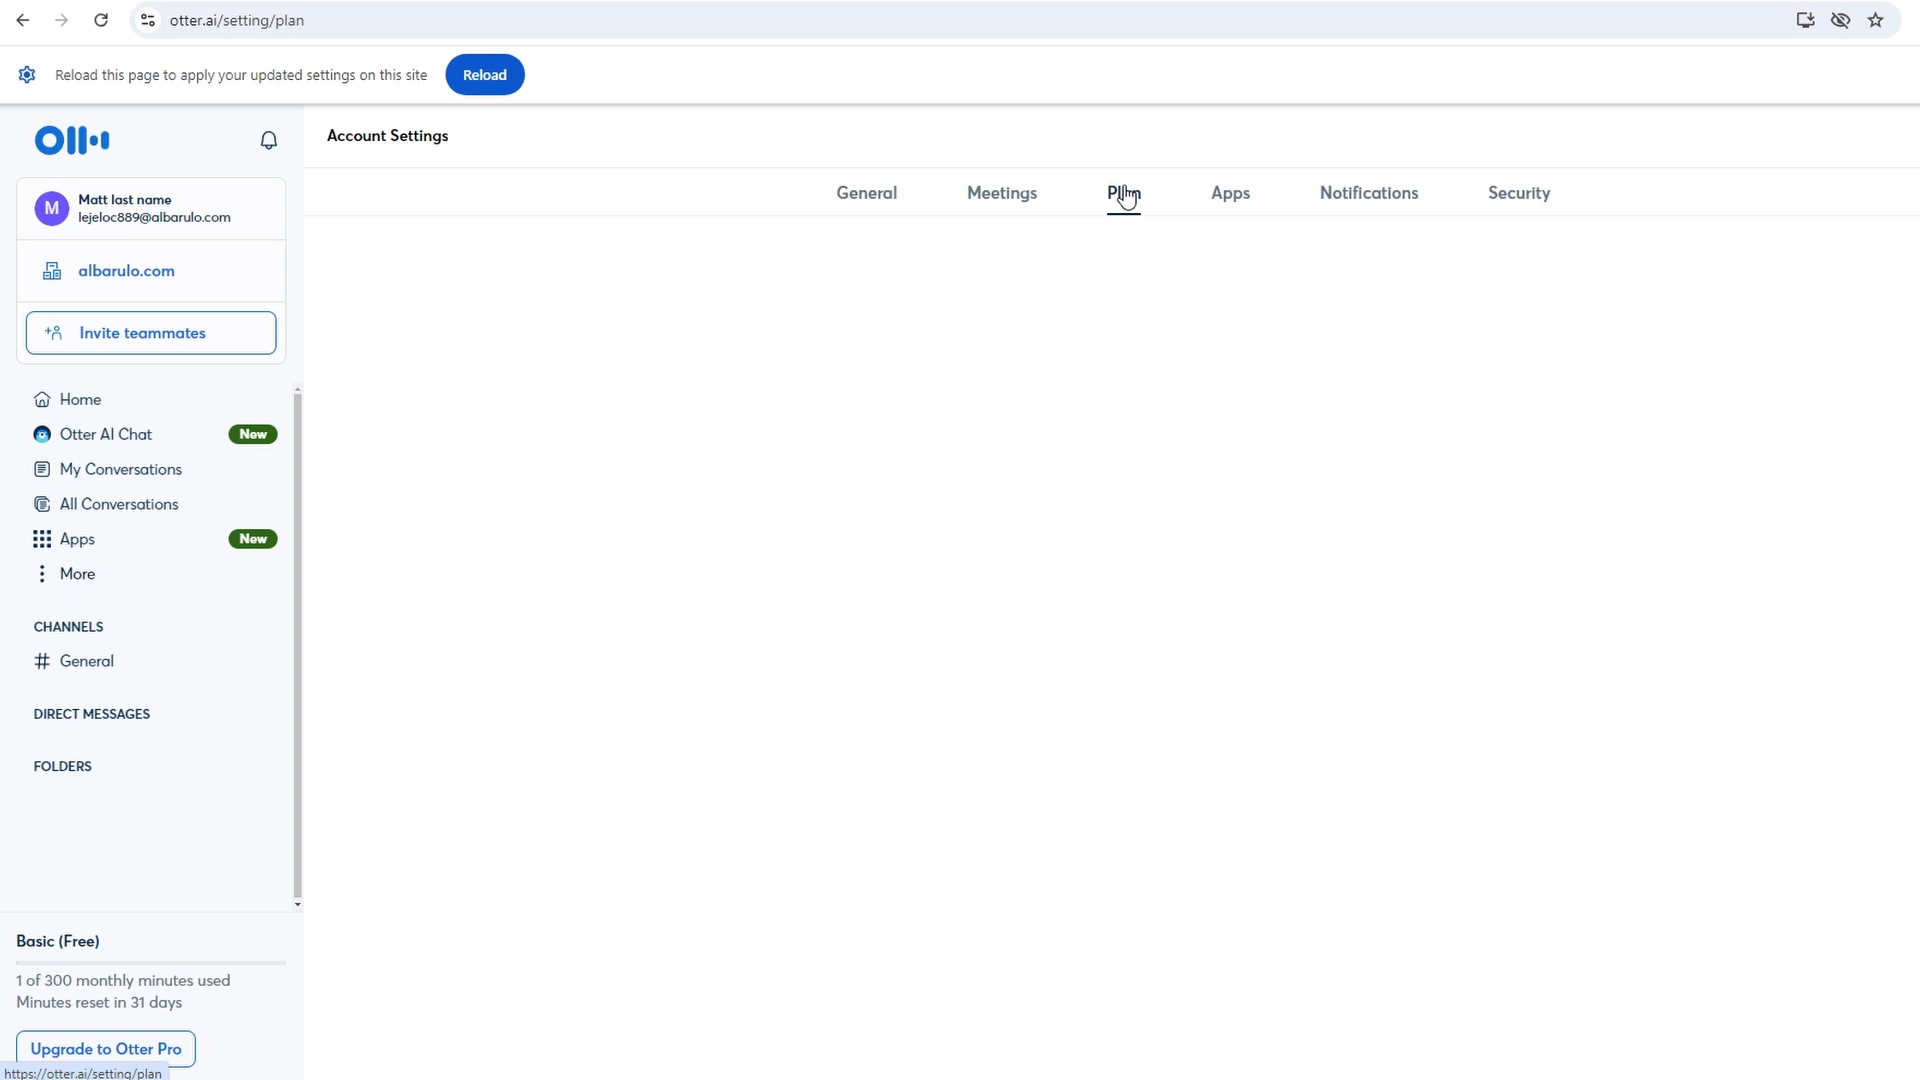 otter.ai/setting/plan
Reload this page to apply your updated settings on this site
Reload
Account Settings
M
Matt last name
lejeloc889@albarulo.com
albarulo.com
Invite teammates
General
Meetings
Apps
Notifications
Security
Home
Otter AI Chat
New
My Conversations
All Conversations
Apps
New
More
CHANNELS
# General
DIRECT MESSAGES
FOLDERS
Basic (Free)
1 of 300 monthly minutes used
Minutes reset in 31 days
Upgrade to Otter Pro
https://otter.ai/setting/plan